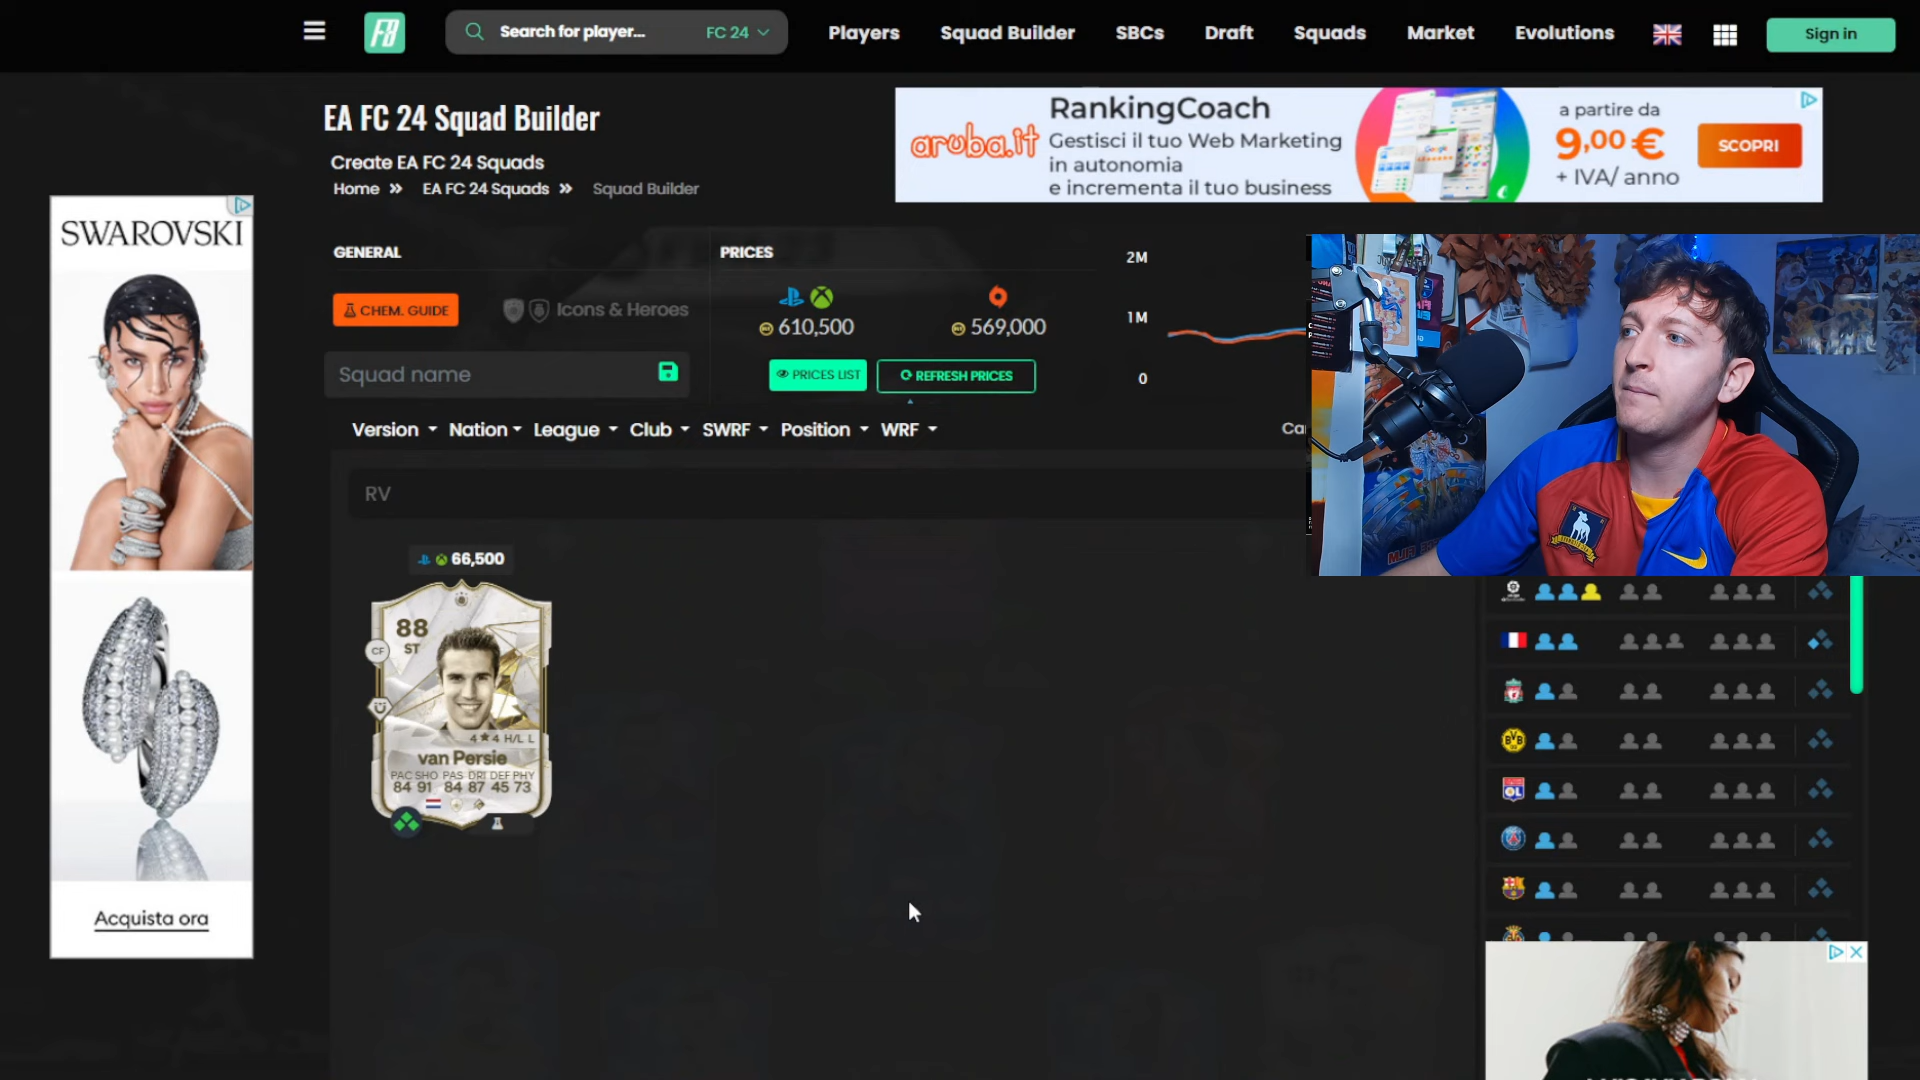 Search for player...
FC 24
Players
Squad Builder
SBCs
Draft
Squads
Market
Evolutions
Sign in
EA FC 24 Squad Builder
Create EA FC 24 Squads
Home » EA FC 24 Squads » Squad Builder
aruba.it
RankingCoach
Gestisci il tuo Web Marketing
in autonomia
e incrementa il tuo business
a partire da
9,00 €
+ IVA/ anno
SCOPRI
SWAROVSKI
Acquista ora
GENERAL
CHEM. GUIDE
Icons & Heroes
Squad name
PRICES
610,500
569,000
PRICES LIST
REFRESH PRICES
2M
1M
0
Version
Nation
League
Club
SWRF
Position
WRF
Ca
RV
66,500
88
ST
CF
4★4 H/L L
van Persie
PAC SHO PAS DRI DEF PHY
84 91 84 87 45 73
BVB
OL